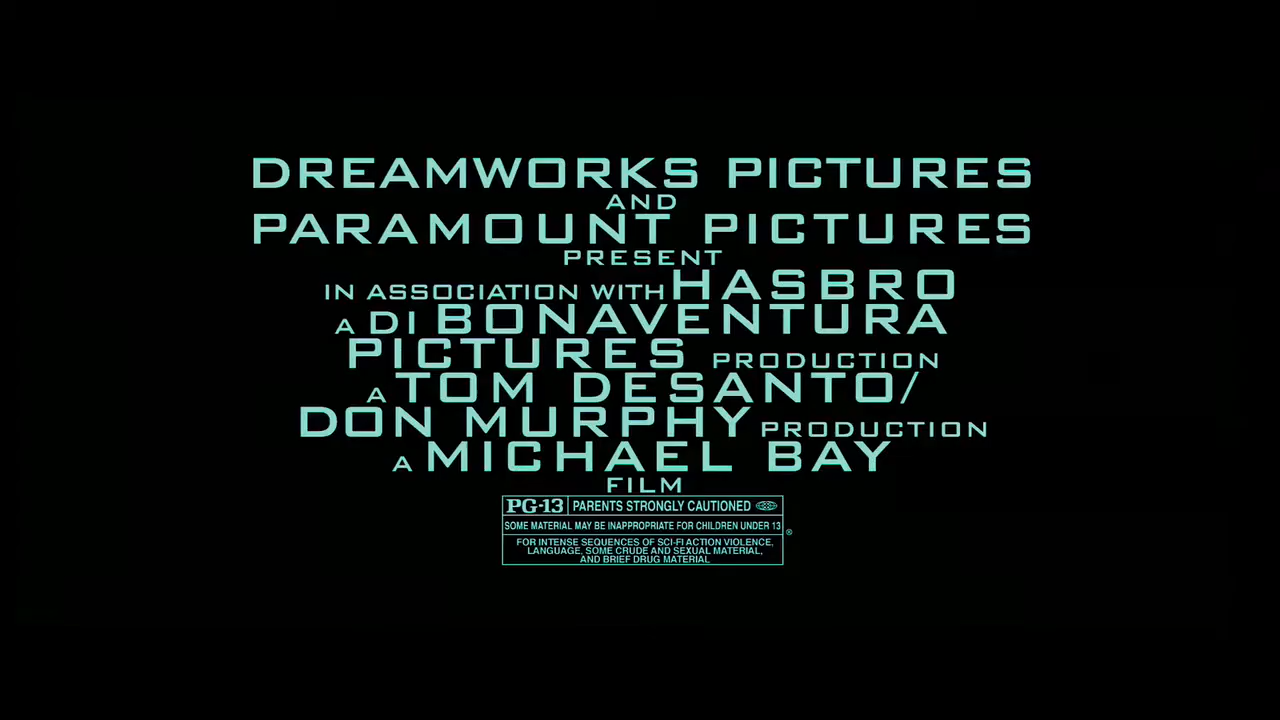 DREAMWORKS PICTURES
AND
PARAMOUNT PICTURES
PRESENT
IN ASSOCIATION WITH HASBRO
A DI BONAVENTURA
PICTURES PRODUCTION
A TOM DESANTO/
DON MURPHY PRODUCTION
A MICHAEL BAY
FILM
PG-13 PARENTS STRONGLY CAUTIONED
SOME MATERIAL MAY BE INAPPROPRIATE FOR CHILDREN UNDER 13 ®
FOR INTENSE SEQUENCES OF SCI-FI ACTION VIOLENCE,
LANGUAGE, SOME CRUDE AND SEXUAL MATERIAL,
AND BRIEF DRUG MATERIAL